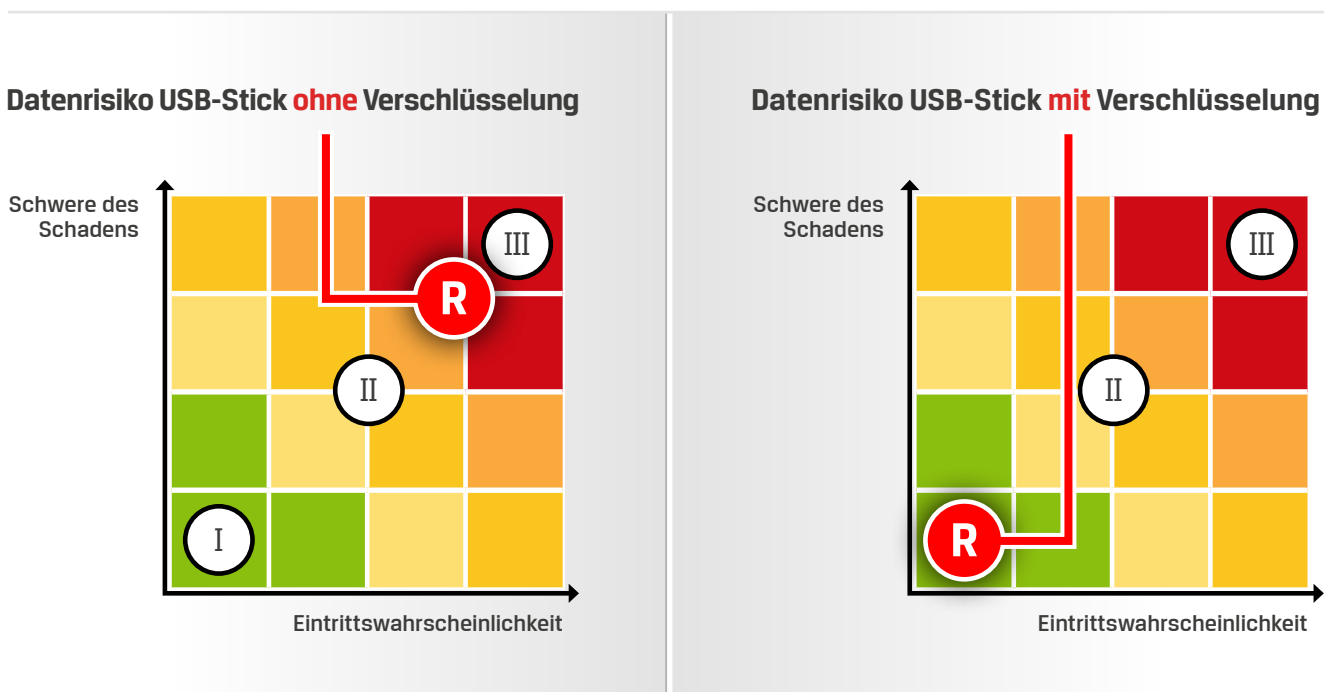 Datenrisiko USB-Stick ohne Verschlüsselung
Schwere des
Schadens
III
R
II
I
Eintrittswahrscheinlichkeit
Datenrisiko USB-Stick mit Verschlüsselung
Schwere des
Schadens
III
II
R
Eintrittswahrscheinlichkeit